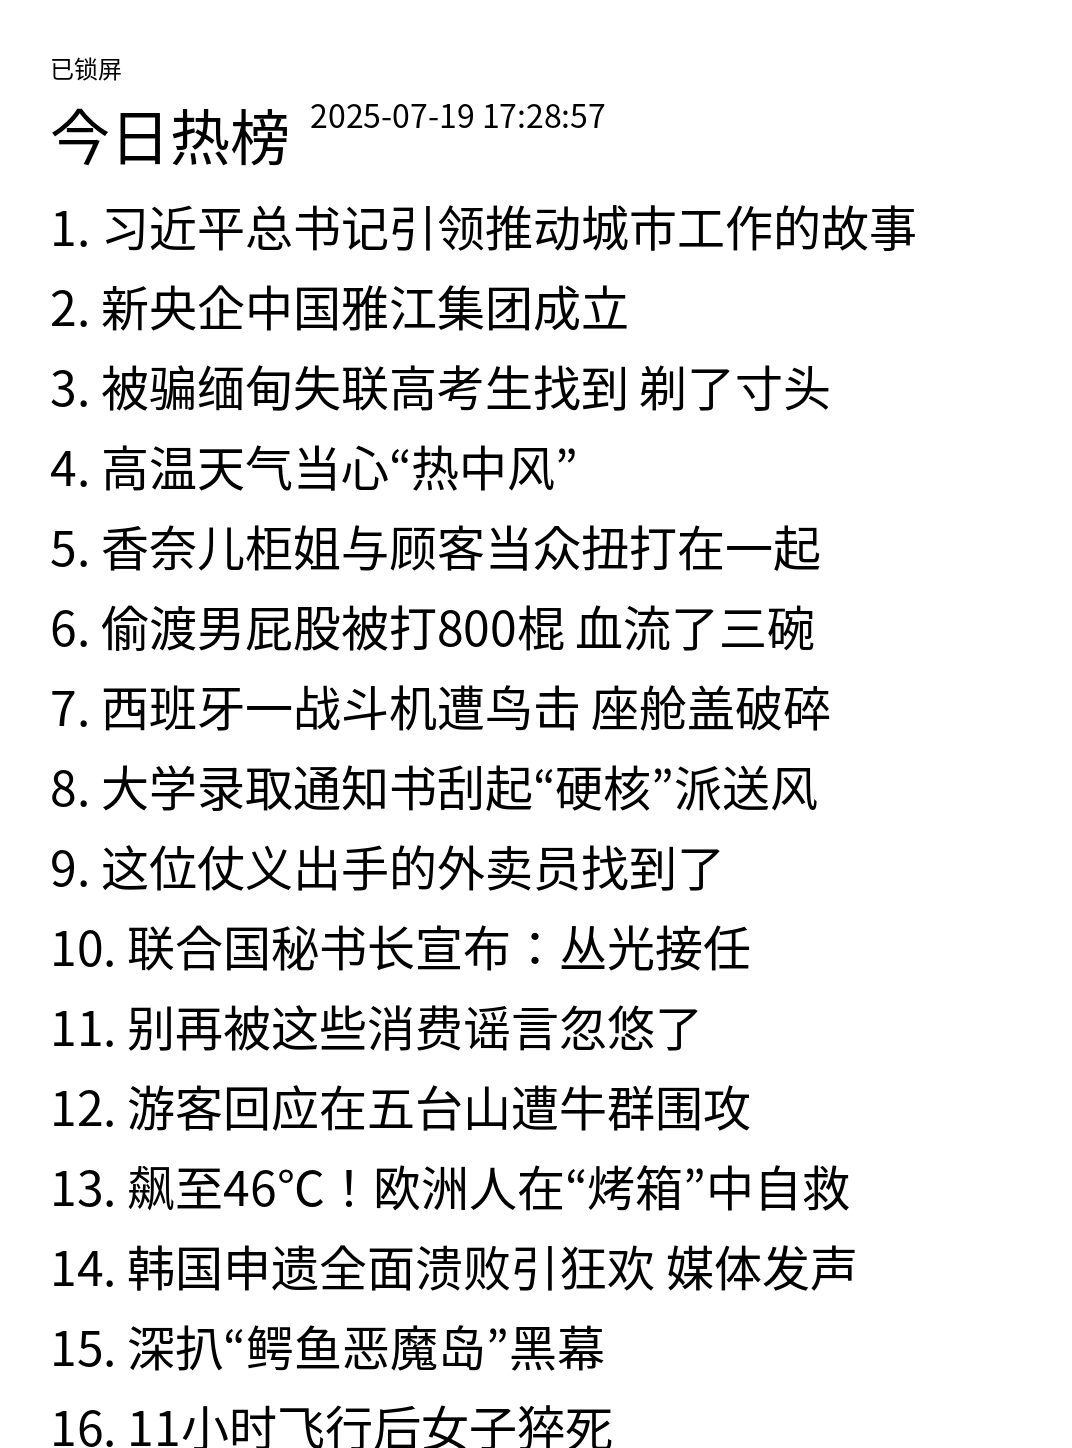 已锁屏
今日热榜 2025-07-19 17:28:57
1. 习近平总书记引领推动城市工作的故事
2. 新央企中国雅江集团成立
3. 被骗缅甸失联高考生找到 剃了寸头
4. 高温天气当心“热中风”
5. 香奈儿柜姐与顾客当众扭打在一起
6. 偷渡男屁股被打800棍 血流了三碗
7. 西班牙一战斗机遭鸟击 座舱盖破碎
8. 大学录取通知书刮起“硬核”派送风
9. 这位仗义出手的外卖员找到了
10. 联合国秘书长宣布：丛光接任
11. 别再被这些消费谣言忽悠了
12. 游客回应在五台山遭牛群围攻
13. 飙至46℃！欧洲人在“烤箱”中自救
14. 韩国申遗全面溃败引狂欢 媒体发声
15. 深扒“鳄鱼恶魔岛”黑幕
16. 11小时飞行后女子猝死